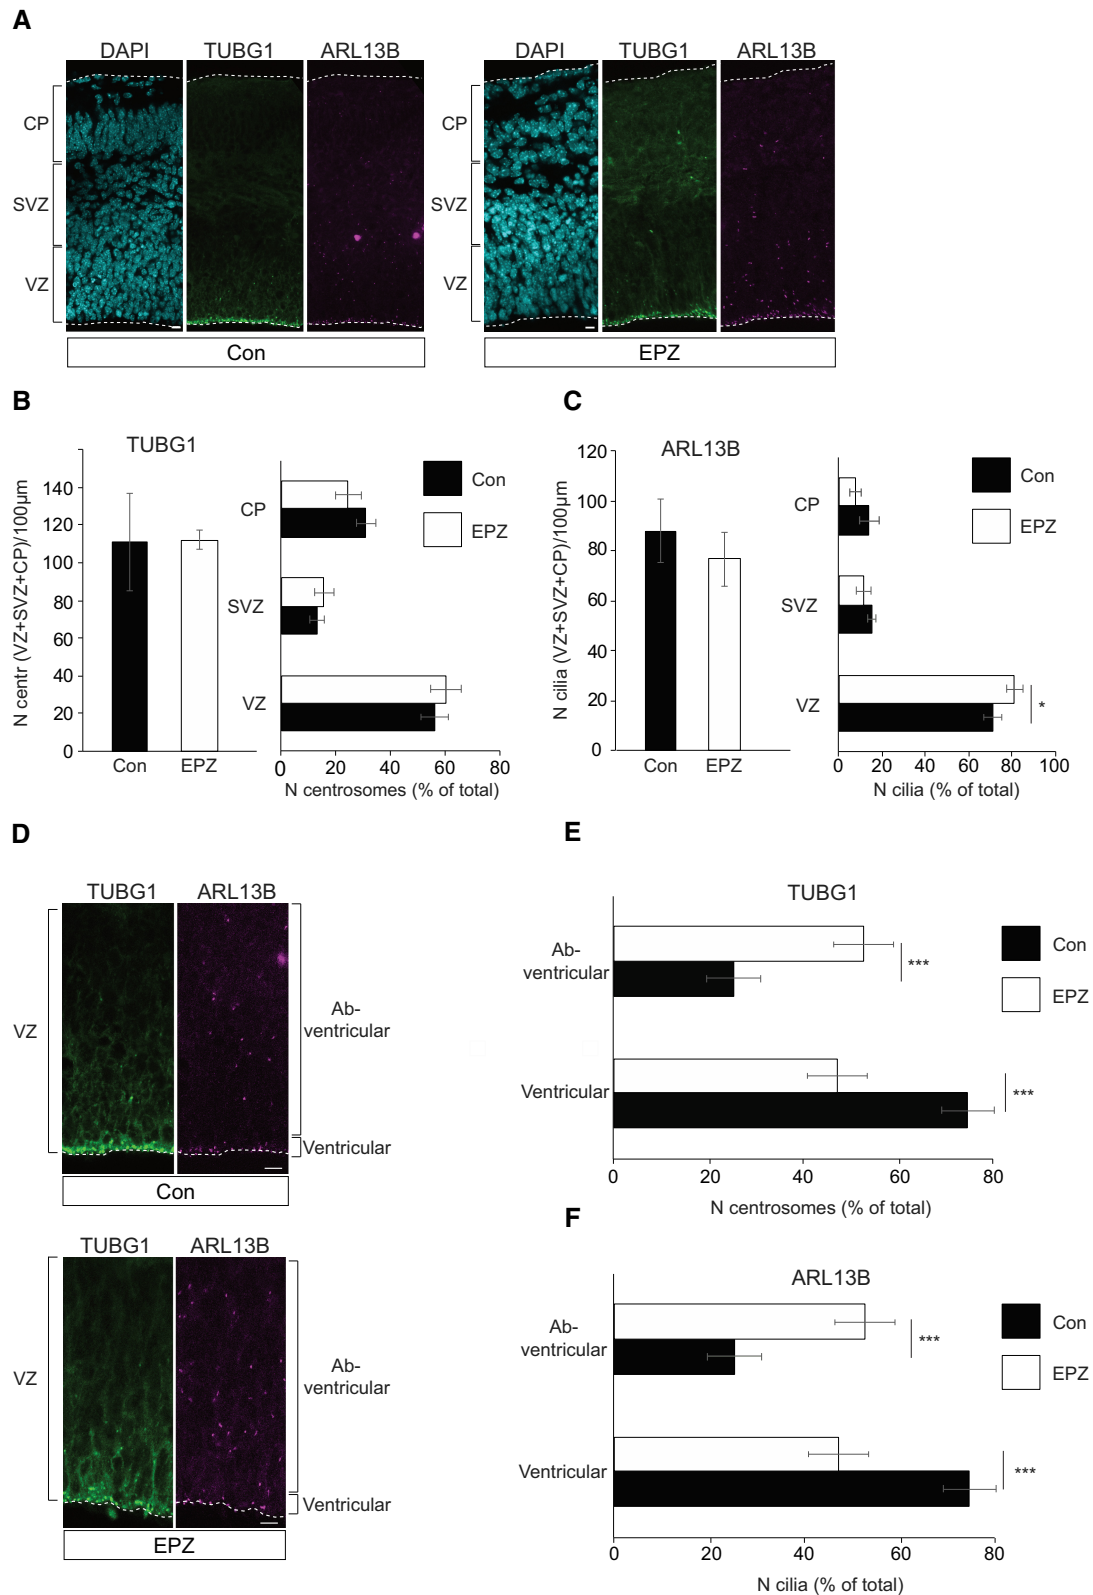 A
DAPI TUBG1 ARL13B
DAPI TUBG1 ARL13B
CP
SVZ
VZ
CP
SVZ
VZ
Con
EPZ
B
TUBG1
N centr (VZ+SVZ+CP)/100µm
140
120
100
80
60
40
20
0
Con EPZ
CP
SVZ
VZ
0 20 40 60 80
N centrosomes (% of total)
Con
EPZ
C
ARL13B
N cilia (VZ+SVZ+CP)/100µm
120
100
80
60
40
20
0
Con EPZ
CP
SVZ
VZ
*
0 20 40 60 80 100
N cilia (% of total)
Con
EPZ
D
TUBG1 ARL13B
VZ
Ab-
ventricular
Ventricular
Con
TUBG1 ARL13B
VZ
Ab-
ventricular
Ventricular
EPZ
E
TUBG1
Ab-
ventricular
***
Ventricular
***
Con
EPZ
0 20 40 60 80
N centrosomes (% of total)
F
ARL13B
Ab-
ventricular
***
Ventricular
***
Con
EPZ
0 20 40 60 80
N cilia (% of total)